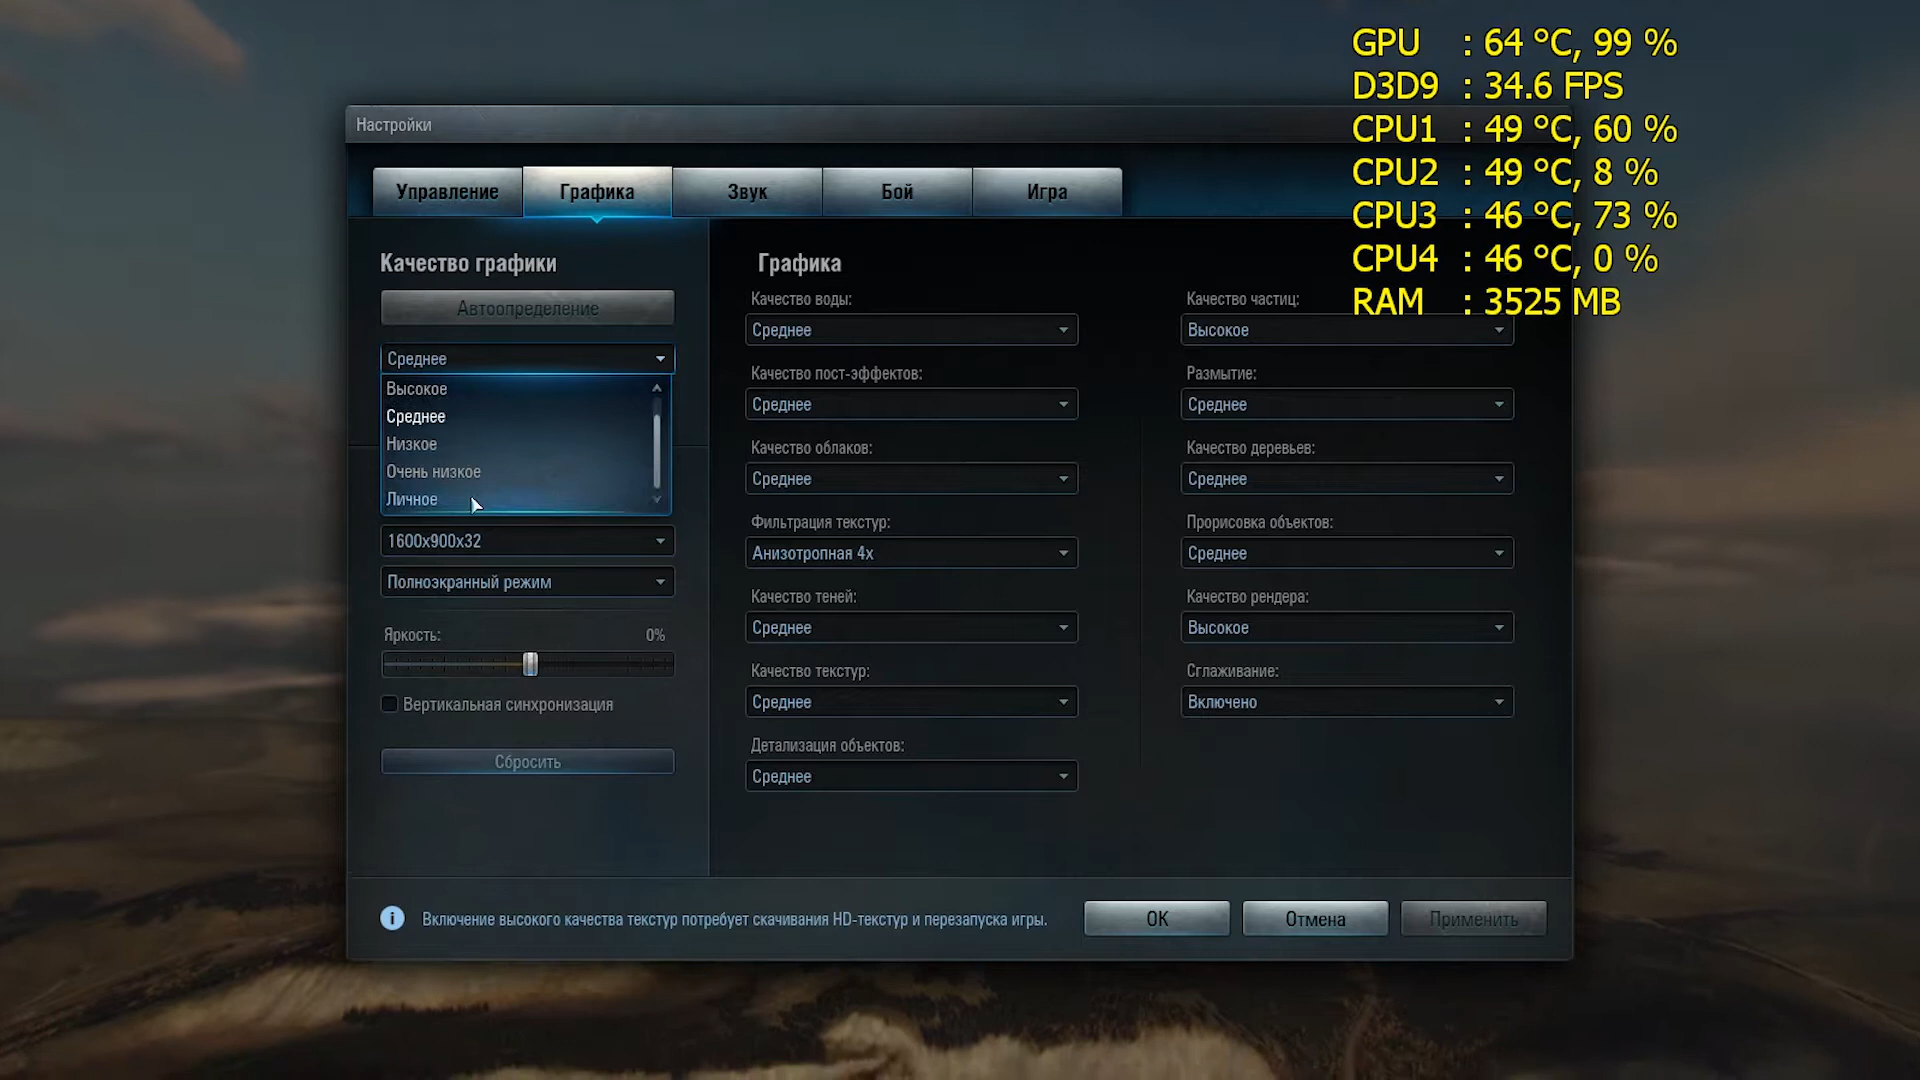 GPU : 64 °C, 99 %
D3D9 : 34.6 FPS
CPU1 : 49 °C, 60 %
CPU2 : 49 °C, 8 %
CPU3 : 46 °C, 73 %
CPU4 : 46 °C, 0 %
RAM : 3525 MB
Настройки
Управление
Графика
Звук
Бой
Игра
Качество графики
Автоопределение
Среднее
Высокое
Среднее
Низкое
Очень низкое
Личное
1600x900x32
Полноэкранный режим
Яркость: 0%
Вертикальная синхронизация
Сбросить
Графика
Качество воды:
Среднее
Качество пост-эффектов:
Среднее
Качество облаков:
Среднее
Фильтрация текстур:
Анизотропная 4x
Качество теней:
Среднее
Качество текстур:
Среднее
Детализация объектов:
Среднее
Качество частиц:
Высокое
Размытие:
Среднее
Качество деревьев:
Среднее
Прорисовка объектов:
Среднее
Качество рендера:
Высокое
Сглаживание:
Включено
Включение высокого качества текстур потребует скачивания HD-текстур и перезапуска игры.
ОК
Отмена
Применить